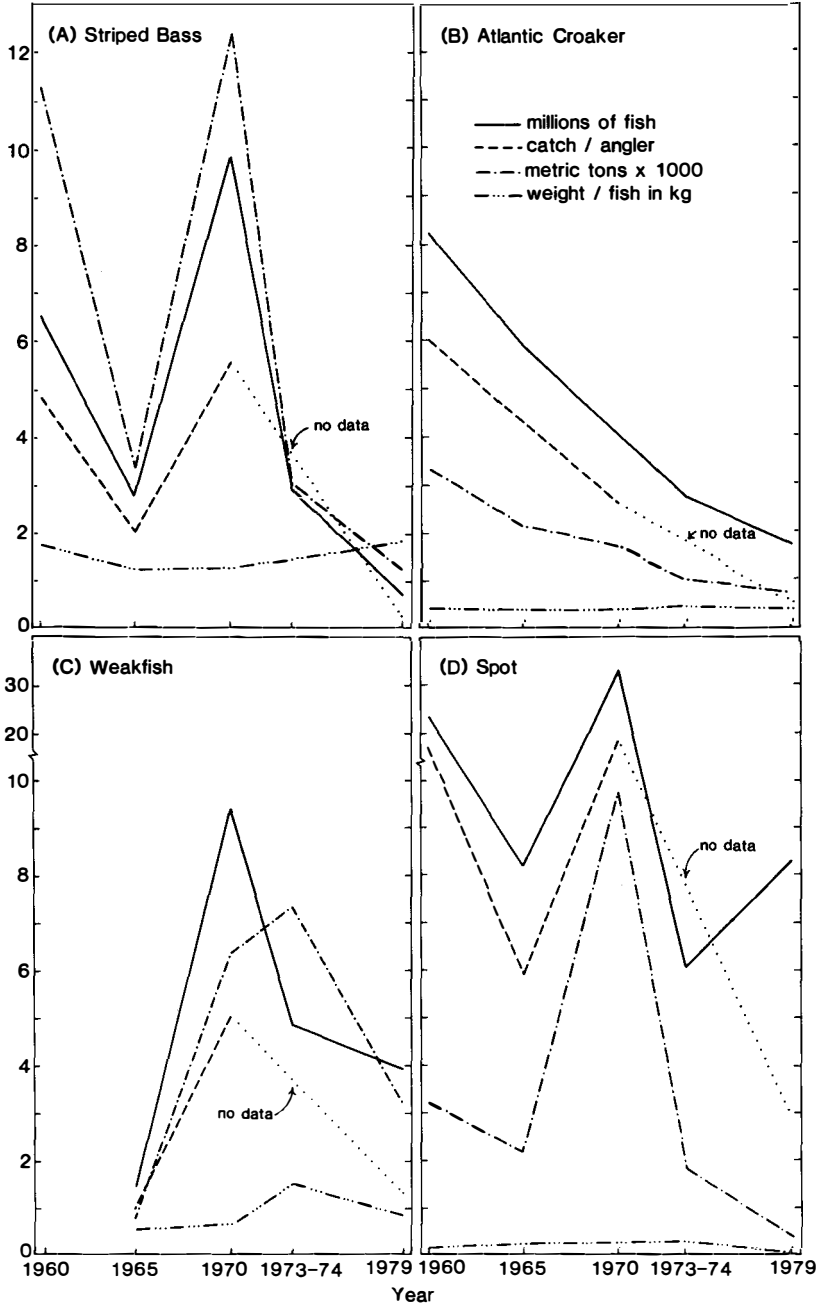 (A) Striped Bass
12
10
8
6
4
2
0
no data
(B) Atlantic Croaker
millions of fish
catch / angler
metric tons x 1000
weight / fish in kg
no data
(C) Weakfish
30
20
10
8
6
4
2
0
no data
(D) Spot
no data
1960 1965 1970 1973-74 1979 1960 1965 1970 1973-74 1979
Year